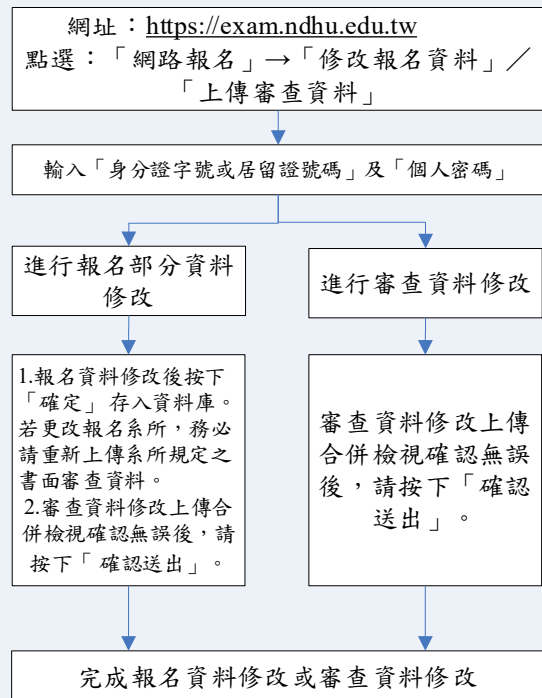 網址：https://exam.ndhu.edu.tw
點選：「網路報名」→「修改報名資料」／
「上傳審查資料」
輸入「身分證字號或居留證號碼」及「個人密碼」
進行報名部分資料
修改
進行審查資料修改
1.報名資料修改後按下
「確定」存入資料庫。
若更改報名系所，務必
請重新上傳系所規定之
書面審查資料。
2.審查資料修改上傳合
併檢視確認無誤後，請
按下「 確認送出」。
審查資料修改上傳
合併檢視確認無誤
後，請按下「確認
送出」。
完成報名資料修改或審查資料修改